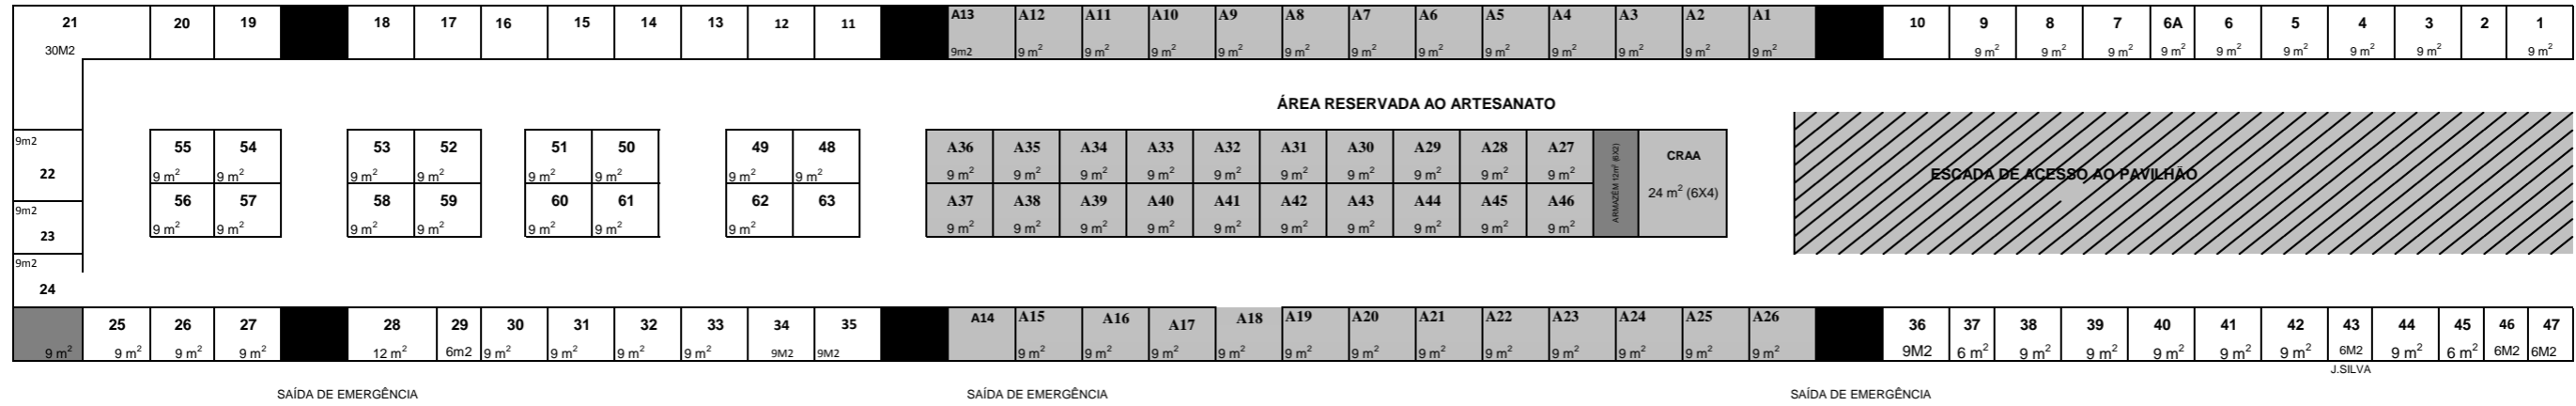 21 20 19 18 17 16 15 14 13 12 11 A13 A12 A11 A10 A9 A8 A7 A6 A5 A4 A3 A2 A1 10 9 8 7 6A 6 5 4 3 2 1
30M2 9m2 9 m² 9 m² 9 m² 9 m² 9 m² 9 m² 9 m² 9 m² 9 m² 9 m² 9 m² 9 m² 9 m² 9 m² 9 m² 9 m² 9 m² 9 m² 9 m² 9 m² 9 m²
ÁREA RESERVADA AO ARTESANATO
9m2
55 54 53 52 51 50 49 48 A36 A35 A34 A33 A32 A31 A30 A29 A28 A27
CRAA
22 9 m² 9 m² 9 m² 9 m² 9 m² 9 m² 9 m² 9 m² 9 m² 9 m² 9 m² 9 m² 9 m² 9 m² 9 m² 9 m² 9 m² 9 m²
ARMAZÉM 12m² (6X2)
ESCADA DE ACESSO AO PAVILHÃO
24 m² (6X4)
9m2
56 57 58 59 60 61 62 63 A37 A38 A39 A40 A41 A42 A43 A44 A45 A46
23 9 m² 9 m² 9 m² 9 m² 9 m² 9 m² 9 m² 9 m² 9 m² 9 m² 9 m² 9 m² 9 m² 9 m² 9 m² 9 m² 9 m²
9m2
24
25 26 27 28 29 30 31 32 33 34 35 A14 A15 A16 A17 A18 A19 A20 A21 A22 A23 A24 A25 A26 36 37 38 39 40 41 42 43 44 45 46 47
9 m² 9 m² 9 m² 9 m² 12 m² 6m2 9 m² 9 m² 9 m² 9 m² 9M2 9M2 9 m² 9 m² 9 m² 9 m² 9 m² 9 m² 9 m² 9 m² 9 m² 9 m² 9 m² 9 m² 9M2 6 m² 9 m² 9 m² 9 m² 9 m² 9 m² 6M2 9 m² 6 m² 6M2 6M2
J.SILVA
SAÍDA DE EMERGÊNCIA SAÍDA DE EMERGÊNCIA SAÍDA DE EMERGÊNCIA